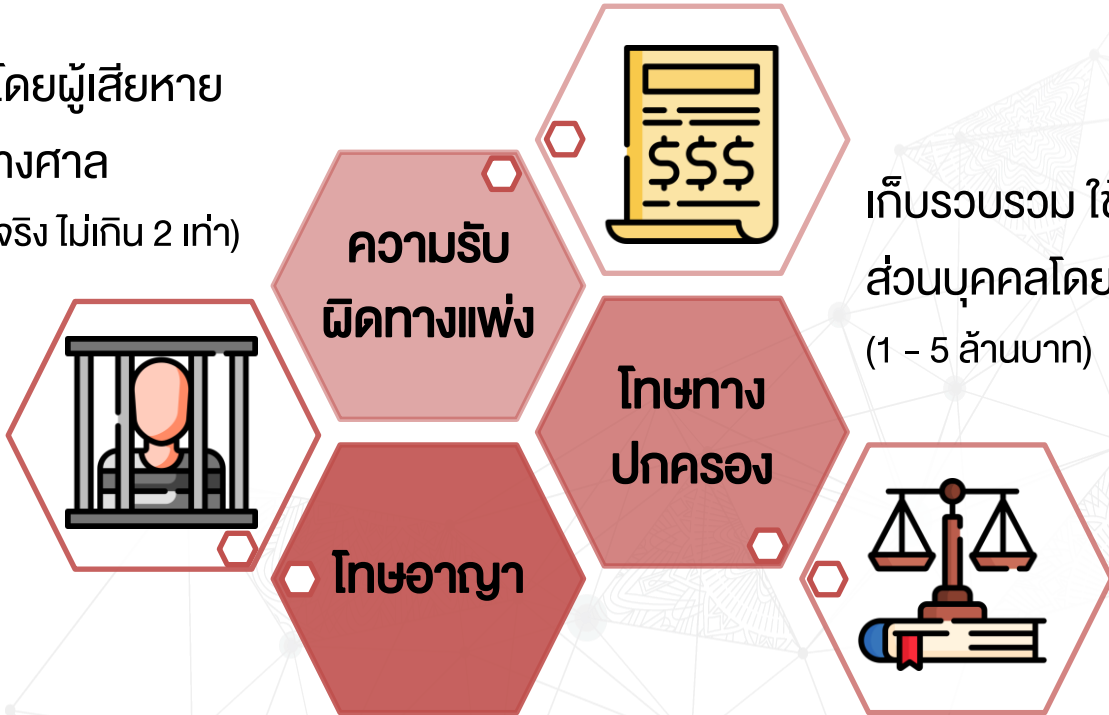 โดยผู้เสียหาย
างศาล
จริง ไม่เกิน 2 เท่า)
ความรับ
ผิดทางแพ่ง
$$$
เก็บรวบรวม ใช้
ส่วนบุคคลโดย
(1 - 5 ล้านบาท)
โทษทาง
ปกครอง
โทษอาญา